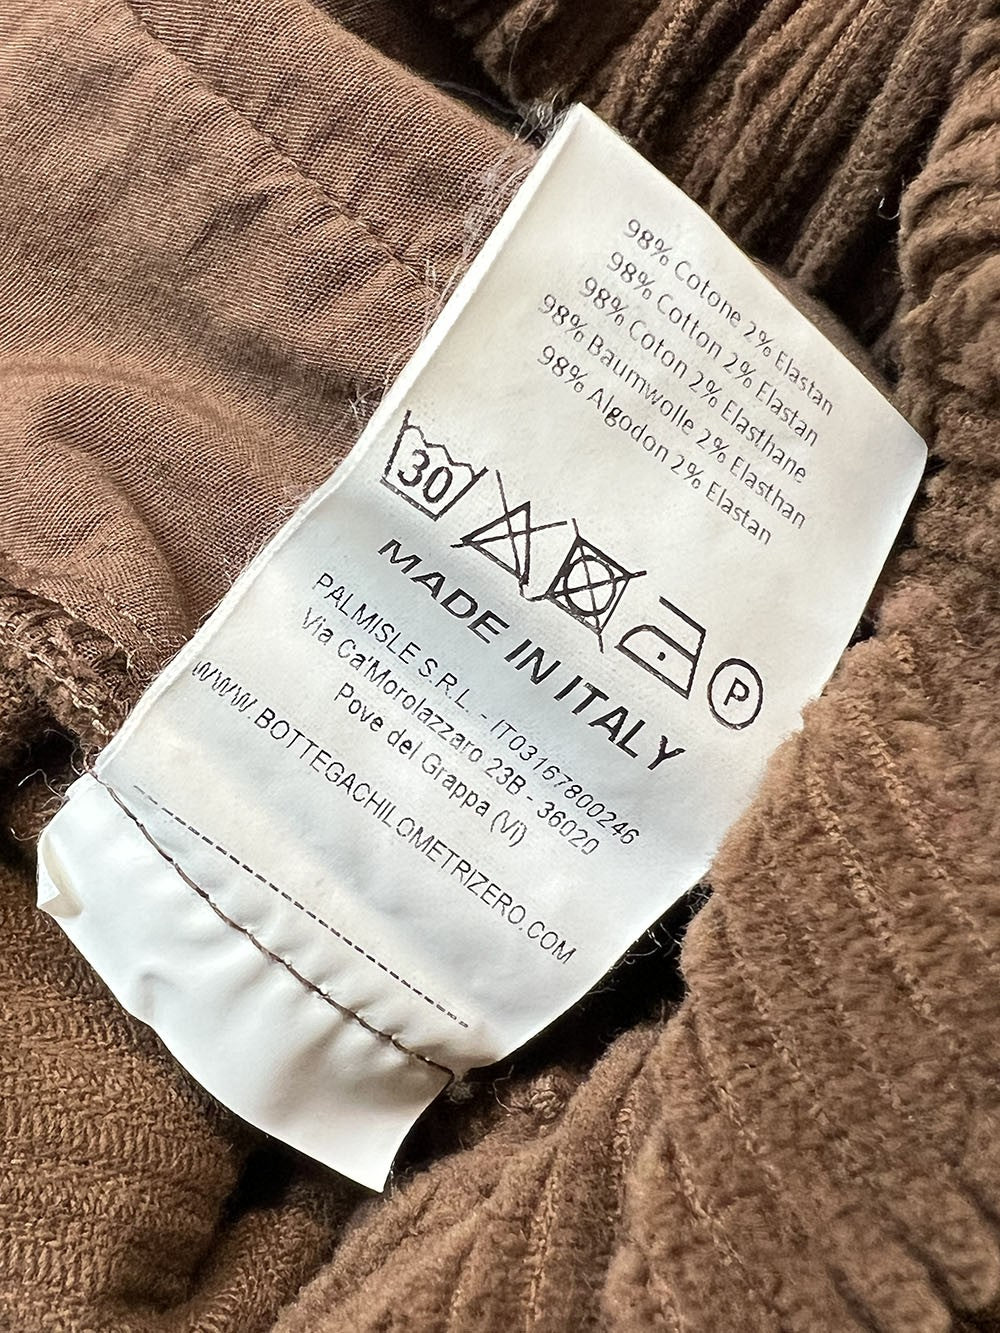 98% Cotone 2% Elastan
98% Cotton 2% Elastan
98% Coton 2% Elasthane
98% Baumwolle 2% Elasthan
98% Algodon 2% Elastan
30
P
MADE IN ITALY
PALMISLE S.R.L. - IT03167800246
Via Ca'Morolazzaro 23B - 36020
Pove del Grappa (VI)
WWW.BOTTEGACHILOMETRIZERO.COM